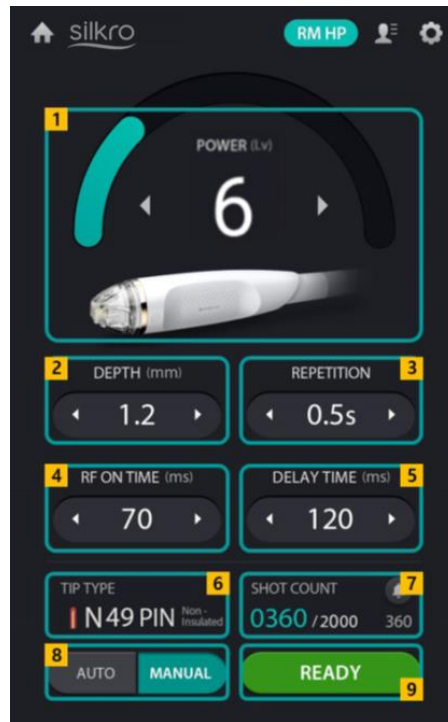 silkro RM HP
1
POWER (Lv)
6
2 DEPTH (mm) REPETITION 3
1.2 0.5s
4 RF ON TIME (ms) DELAY TIME (ms) 5
70 120
TIP TYPE 6 SHOT COUNT 7
N49 PIN Non-Insulated 0360 /2000 360
8 AUTO MANUAL READY 9